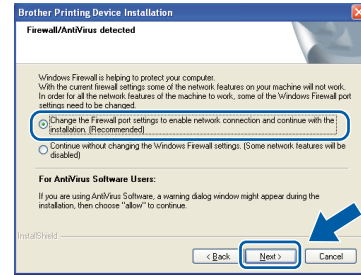 Brother Printing Device Installation
Firewall/AntiVirus detected
Windows Firewall is helping to protect your computer.
With the current firewall settings some of the network features on your machine will not work.
In order for all the network features of the machine to work, some of the Windows Firewall port
settings need to be changed.
Change the Firewall port settings to enable network connection and continue with the
installation. (Recommended)
Continue without changing the Windows Firewall settings. (Some network features will be
disabled)
For AntiVirus Software Users:
If you are using AntiVirus Software, a warning dialog window might appear during the
installation, then choose "allow" to continue.
InstallShield
< Back
Next >
Cancel